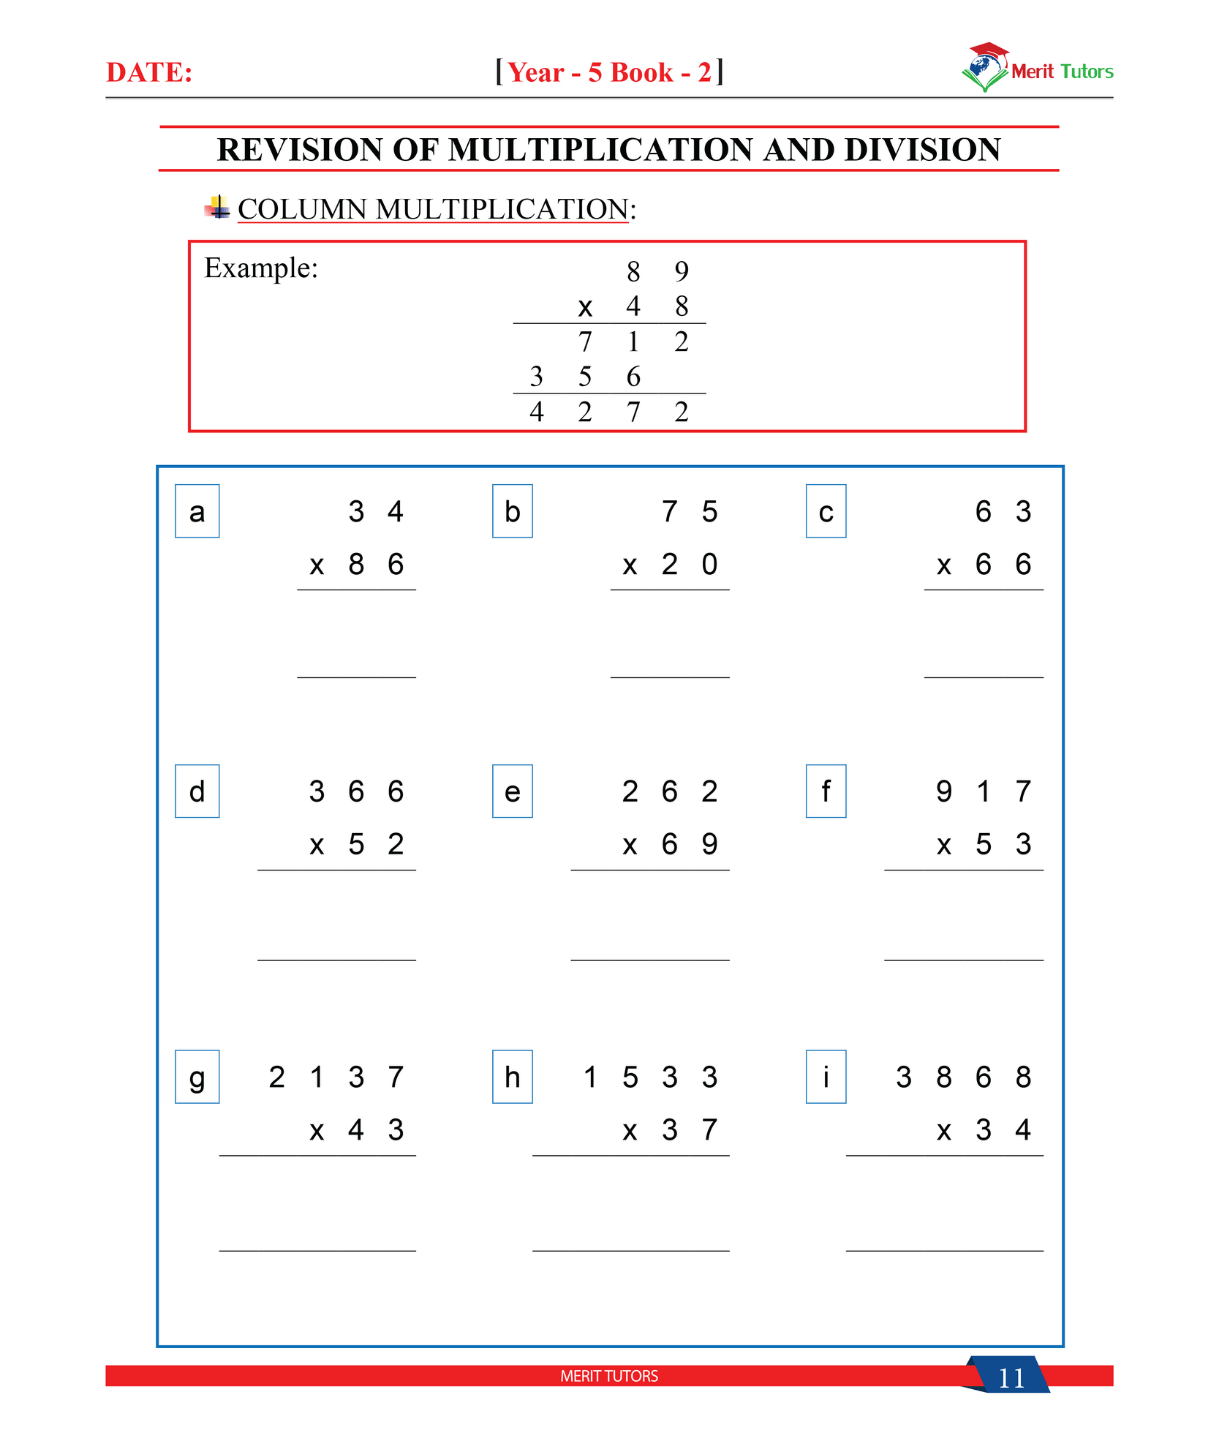 DATE:
[Year - 5 Book - 2]
Merit Tutors
REVISION OF MULTIPLICATION AND DIVISION
COLUMN MULTIPLICATION:
Example:
8 9
x 4 8
7 1 2
3 5 6
4 2 7 2
a
3 4
x 8 6
b
7 5
x 2 0
c
6 3
x 6 6
d
3 6 6
x 5 2
e
2 6 2
x 6 9
f
9 1 7
x 5 3
g
2 1 3 7
x 4 3
h
1 5 3 3
x 3 7
i
3 8 6 8
x 3 4
MERIT TUTORS
11